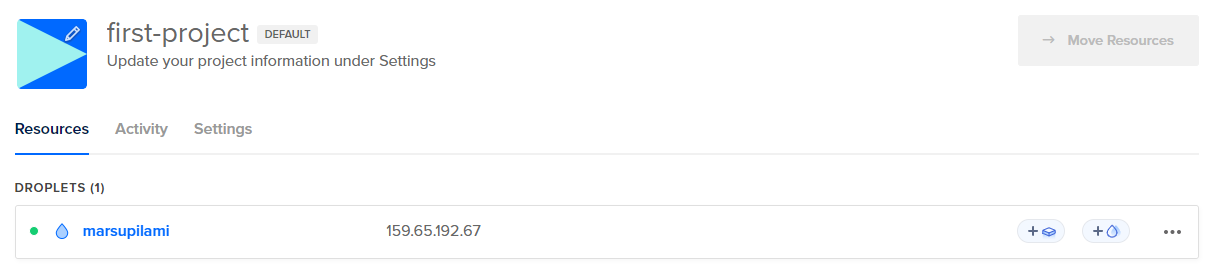 first-project DEFAULT
Move Resources
Update your project information under Settings
Resources Activity Settings
DROPLETS (1)
marsupilami 159.65.192.67